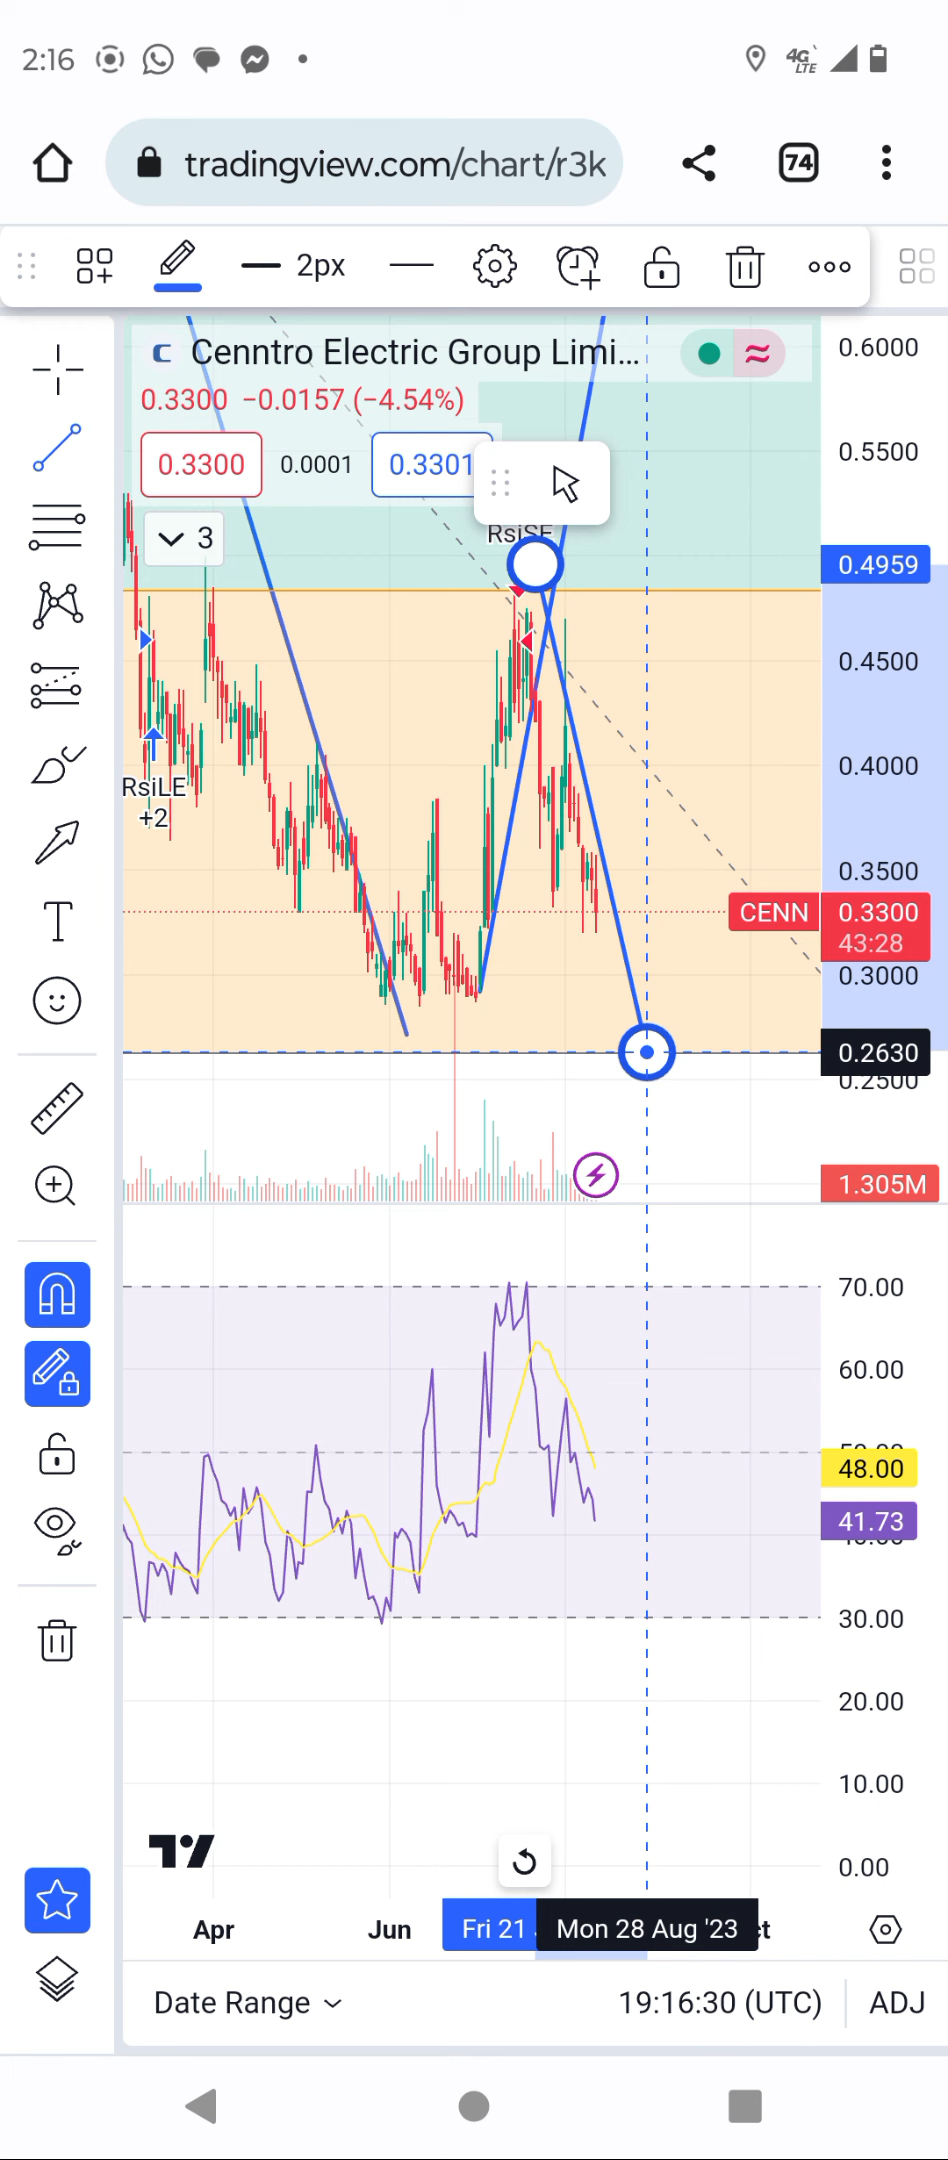 2:16
4G LTE
tradingview.com/chart/r3k
74
2px
Cenntro Electric Group Limi...
0.3300 −0.0157 (−4.54%)
0.3300
0.0001
0.3301
3
RsiSE
RsiLE
+2
0.6000
0.5500
0.4959
0.4500
0.4000
0.3500
CENN
0.3300
43:28
0.3000
0.2630
0.2500
1.305M
70.00
60.00
48.00
41.73
30.00
20.00
10.00
0.00
Apr
Jun
Fri 21
Mon 28 Aug '23
ct
Date Range
19:16:30 (UTC)
ADJ